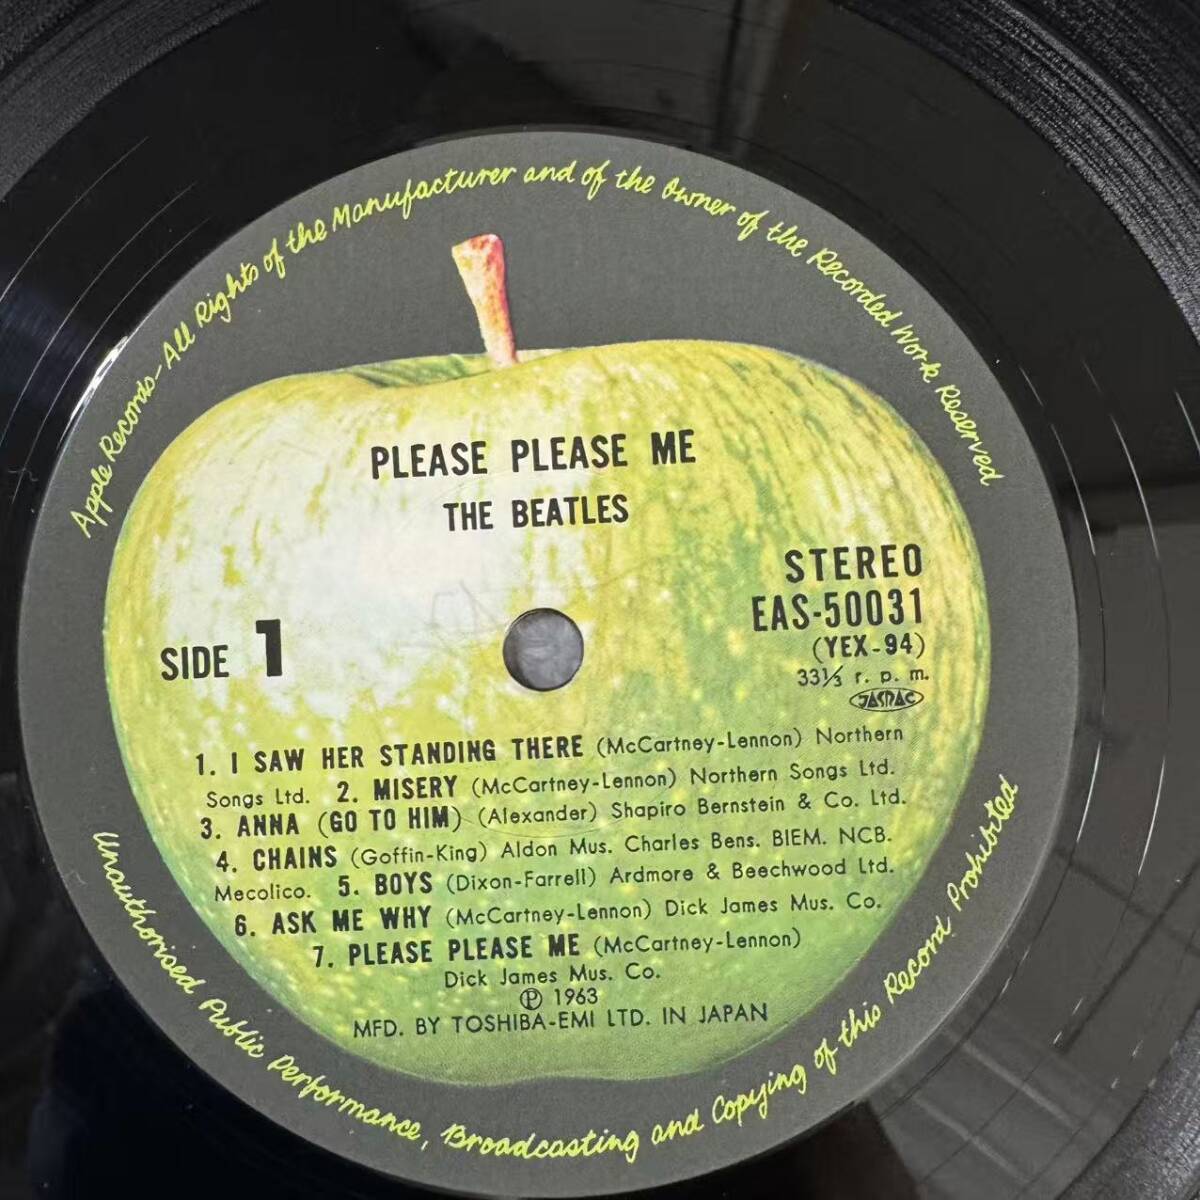 Apple Records-All Rights of the Manufacturer and of the Owner of the Recorded Work Reserved
PLEASE PLEASE ME
THE BEATLES
STEREO
EAS-50031
(YEX-94)
33⅓ r. p. m.
JASRAC
SIDE 1
1. I SAW HER STANDING THERE (McCartney-Lennon) Northern
Songs Ltd. 2. MISERY (McCartney-Lennon) Northern Songs Ltd.
3. ANNA (GO TO HIM) (Alexander) Shapiro Bernstein & Co. Ltd.
4. CHAINS (Goffin-King) Aldon Mus. Charles Bens. BIEM. NCB.
Mecolico. 5. BOYS (Dixon-Farrell) Ardmore & Beechwood Ltd.
6. ASK ME WHY (McCartney-Lennon) Dick James Mus. Co.
7. PLEASE PLEASE ME (McCartney-Lennon)
Dick James Mus. Co.
℗ 1963
MFD. BY TOSHIBA-EMI LTD. IN JAPAN
Unauthorised Public Performance, Broadcasting and Copying of this Record Prohibited